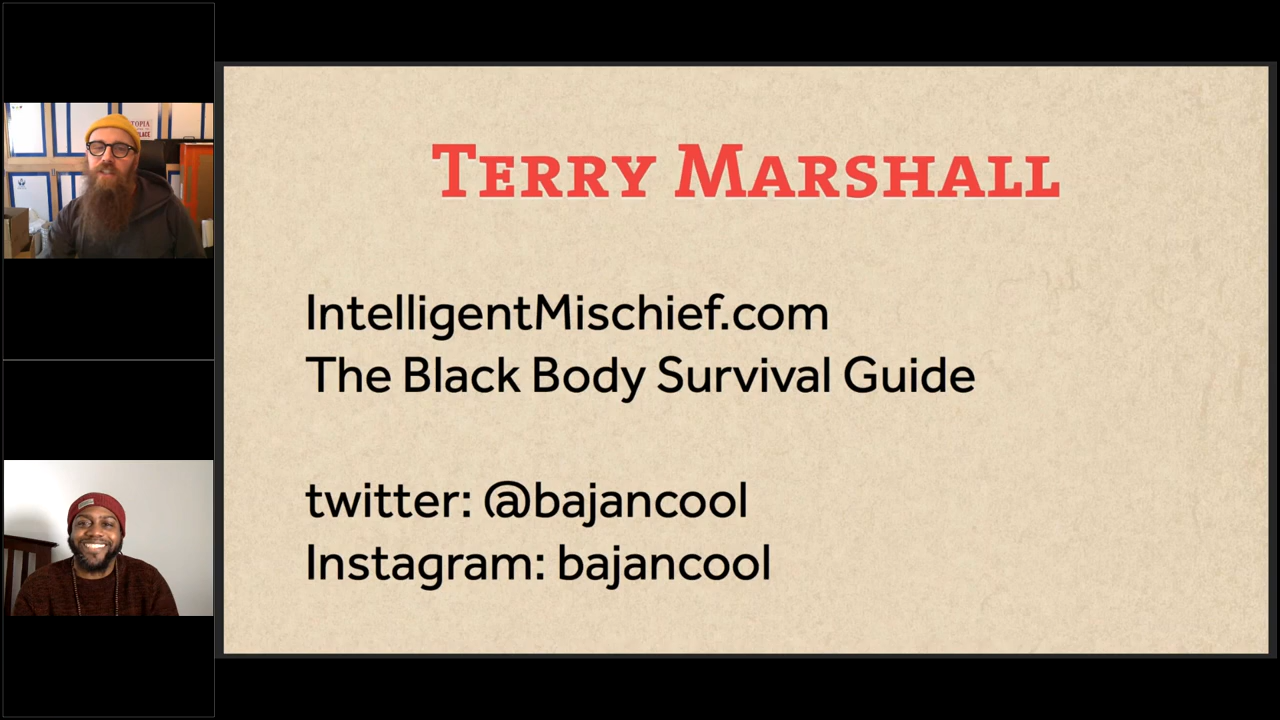 Terry Marshall
IntelligentMischief.com
The Black Body Survival Guide
twitter: @bajancool
Instagram: bajancool